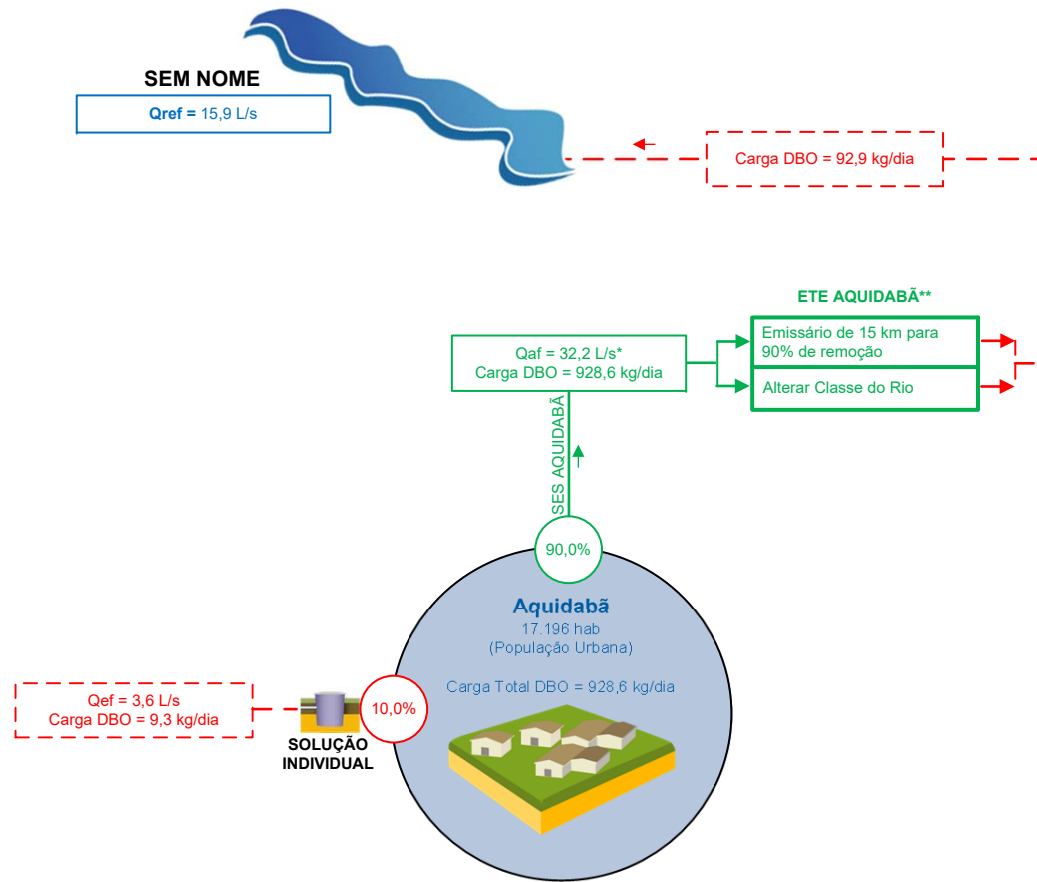 SEM NOME
Qref = 15,9 L/s
Carga DBO = 92,9 kg/dia
ETE AQUIDABÃ**
Emissário de 15 km para
90% de remoção
Alterar Classe do Rio
Qaf = 32,2 L/s*
Carga DBO = 928,6 kg/dia
SES AQUIDABÃ
90,0%
Aquidabã
17.196 hab
(População Urbana)
Carga Total DBO = 928,6 kg/dia
10,0%
Qef = 3,6 L/s
Carga DBO = 9,3 kg/dia
SOLUÇÃO
INDIVIDUAL